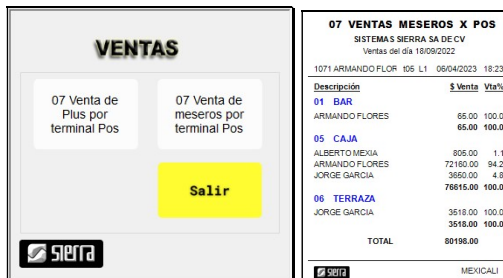 VENTAS
07 Venta de
Plus por
terminal Pos
07 Venta de
meseros por
terminal Pos
Salir
sierra
07 VENTAS MESEROS X POS
SISTEMAS SIERRA SA DE CV
Ventas del día 18/09/2022
1071 ARMANDO FLOR t05 L1 06/04/2023 18:23
Descripción $ Venta Vta%
01 BAR
ARMANDO FLORES 65.00 100.0
65.00 100.0
05 CAJA
ALBERTO MEXIA 805.00 1.1
ARMANDO FLORES 72160.00 94.2
JORGE GARCIA 3650.00 4.8
76615.00 100.0
06 TERRAZA
JORGE GARCIA 3518.00 100.0
3518.00 100.0
TOTAL 80198.00
sierra MEXICALI